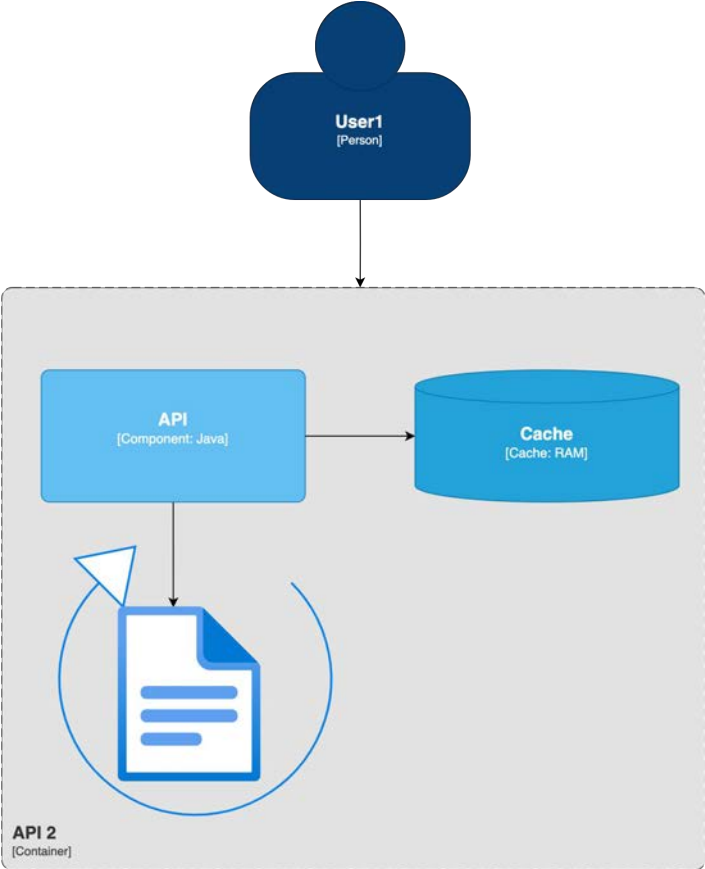 User1
[Person]
API
[Component: Java]
Cache
[Cache: RAM]
API 2
[Container]